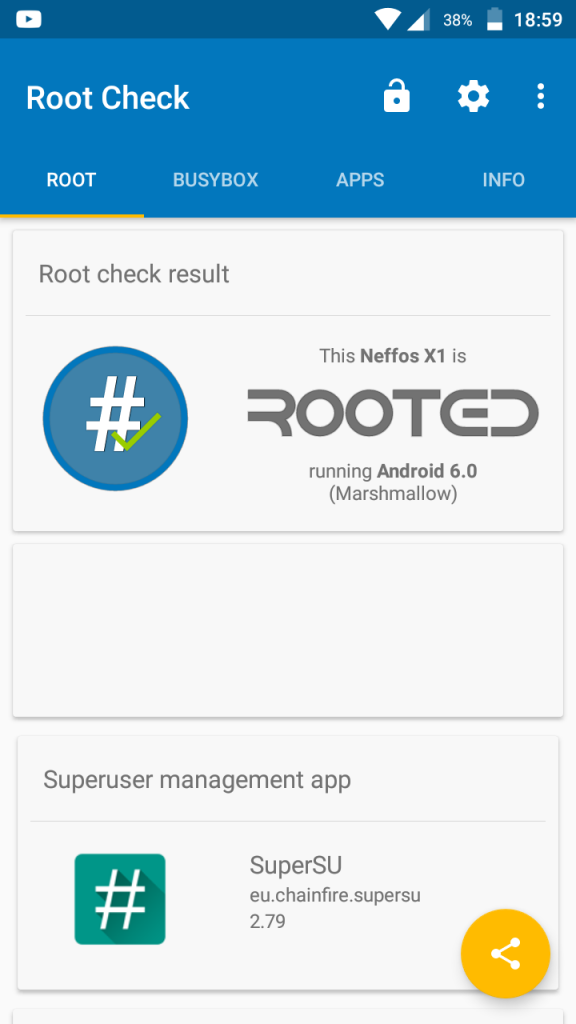 38% 18:59
Root Check
ROOT BUSYBOX APPS INFO
Root check result
This Neffos X1 is
ROOTED
running Android 6.0
(Marshmallow)
Superuser management app
SuperSU
eu.chainfire.supersu
2.79